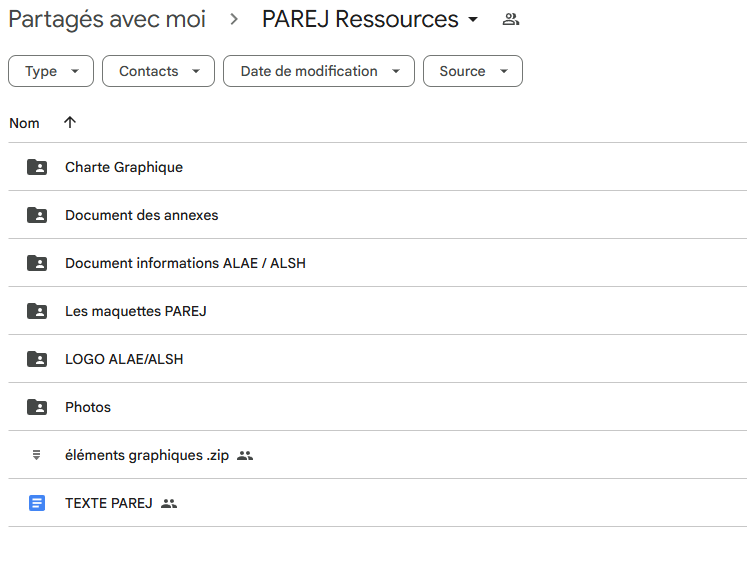 Partagés avec moi > PAREJ Ressources
Type Contacts Date de modification Source
Nom
Charte Graphique
Document des annexes
Document informations ALAE / ALSH
Les maquettes PAREJ
LOGO ALAE/ALSH
Photos
éléments graphiques .zip
TEXTE PAREJ